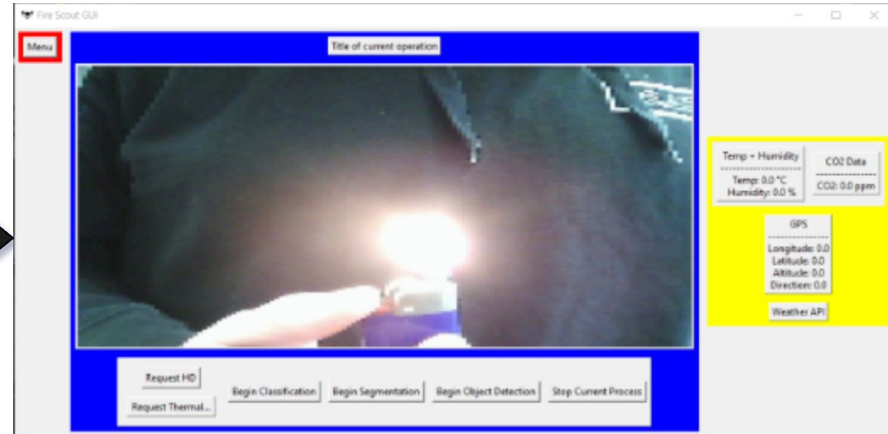 Fire Scout GUI
Menu
Title of current operation
Temp + Humidity
Temp: 0.0 °C
Humidity: 0.0 %
CO2 Data
CO2: 0.0 ppm
GPS
Longitude: 0.0
Latitude: 0.0
Altitude: 0.0
Direction: 0.0
Weather API
Request HD
Request Thermal...
Begin Classification
Begin Segmentation
Begin Object Detection
Stop Current Process